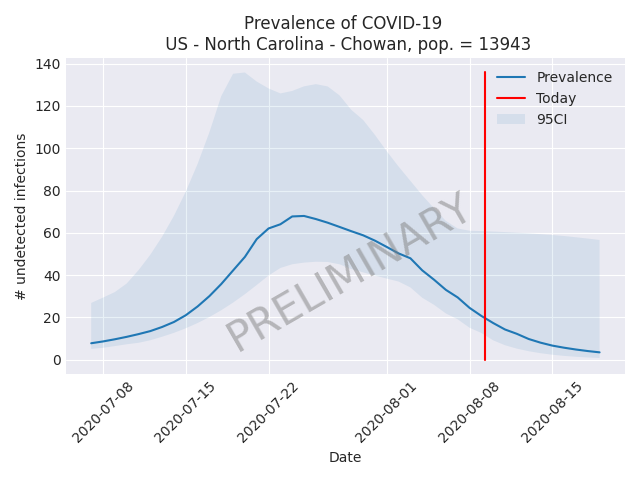 Prevalence of COVID-19
US - North Carolina - Chowan, pop. = 13943
140
120
100
80
60
40
20
0
# undetected infections
Prevalence
Today
95CI
PRELIMINARY
2020-07-08
2020-07-15
2020-07-22
2020-08-01
2020-08-08
2020-08-15
Date